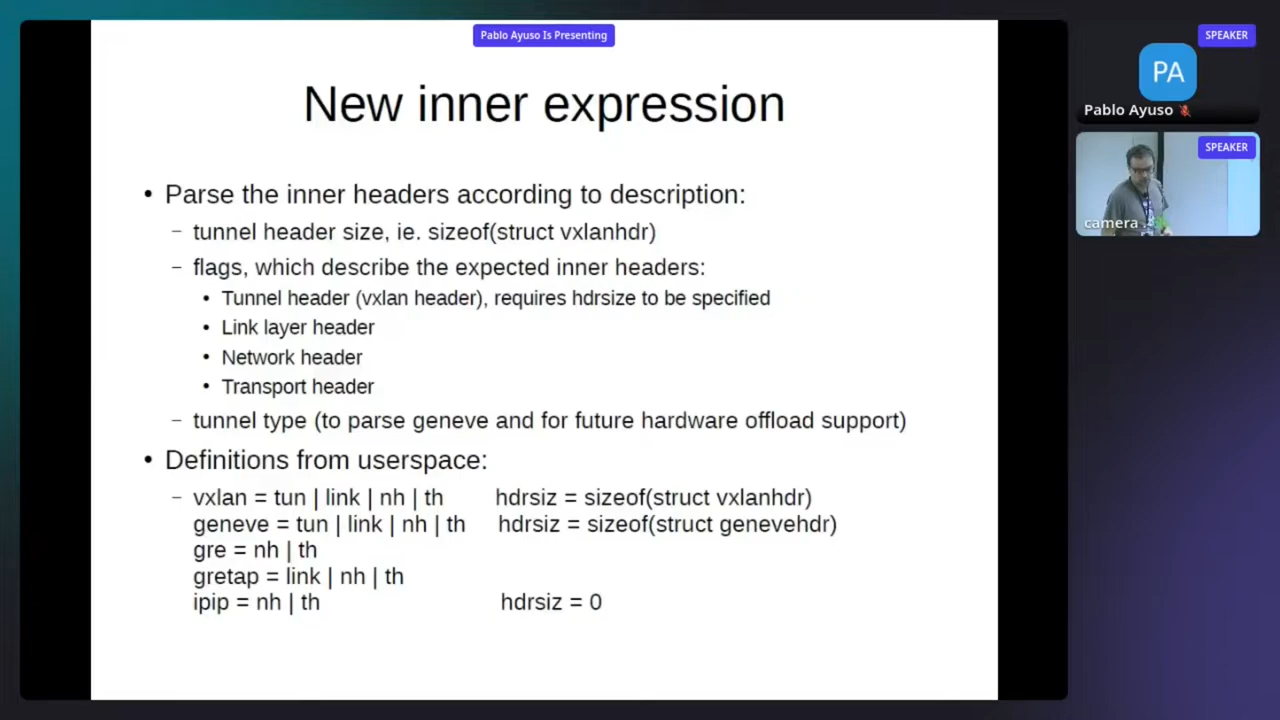 Pablo Ayuso Is Presenting
New inner expression
• Parse the inner headers according to description:
– tunnel header size, ie. sizeof(struct vxlanhdr)
– flags, which describe the expected inner headers:
• Tunnel header (vxlan header), requires hdrsize to be specified
• Link layer header
• Network header
• Transport header
– tunnel type (to parse geneve and for future hardware offload support)
• Definitions from userspace:
– vxlan = tun | link | nh | th hdrsiz = sizeof(struct vxlanhdr)
geneve = tun | link | nh | th hdrsiz = sizeof(struct genevehdr)
gre = nh | th
gretap = link | nh | th
ipip = nh | th hdrsiz = 0
SPEAKER
PA
Pablo Ayuso
SPEAKER
camera